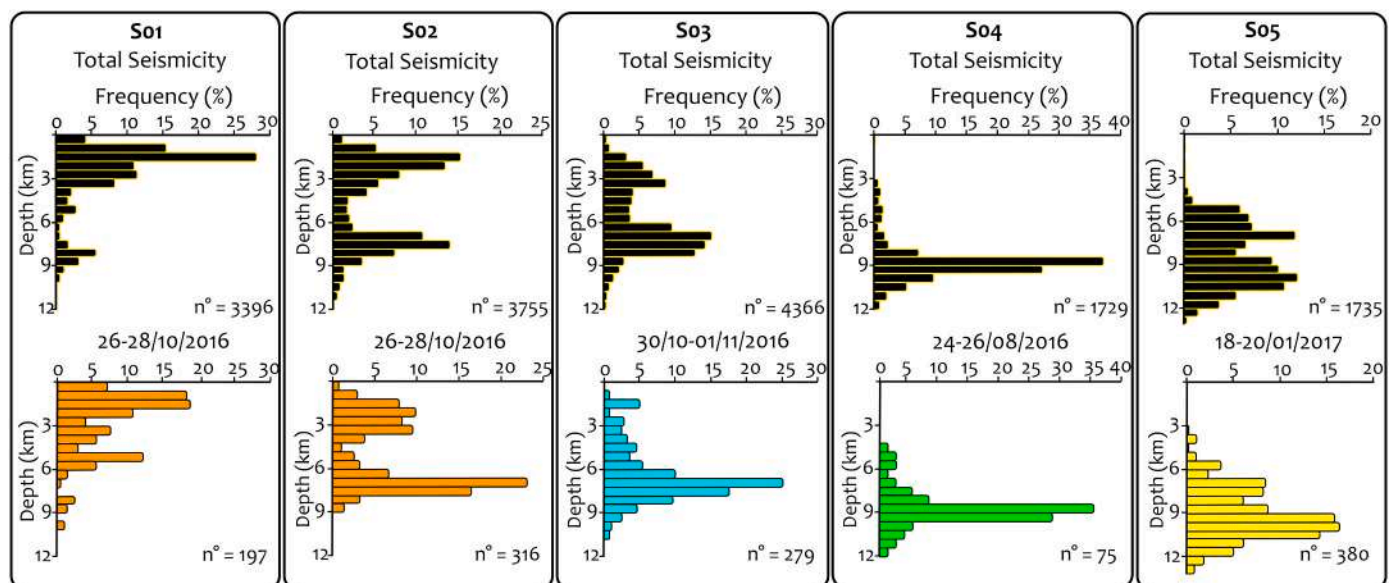 S01
Total Seismicity
Frequency (%)
0 5 10 15 20 25 30
Depth (km)
3
6
9
12
n° = 3396
26-28/10/2016
0 5 10 15 20 25 30
Depth (km)
3
6
9
12
n° = 197
S02
Total Seismicity
Frequency (%)
0 5 10 15 20 25
Depth (km)
3
6
9
12
n° = 3755
26-28/10/2016
0 5 10 15 20 25
Depth (km)
3
6
9
12
n° = 316
S03
Total Seismicity
Frequency (%)
0 5 10 15 20 25 30
Depth (km)
3
6
9
12
n° = 4366
30/10-01/11/2016
0 5 10 15 20 25 30
Depth (km)
3
6
9
12
n° = 279
S04
Total Seismicity
Frequency (%)
0 5 10 15 20 25 30 35 40
Depth (km)
3
6
9
12
n° = 1729
24-26/08/2016
0 5 10 15 20 25 30 35 40
Depth (km)
3
6
9
12
n° = 75
S05
Total Seismicity
Frequency (%)
0 5 10 15 20
Depth (km)
3
6
9
12
n° = 1735
18-20/01/2017
0 5 10 15 20
Depth (km)
3
6
9
12
n° = 380